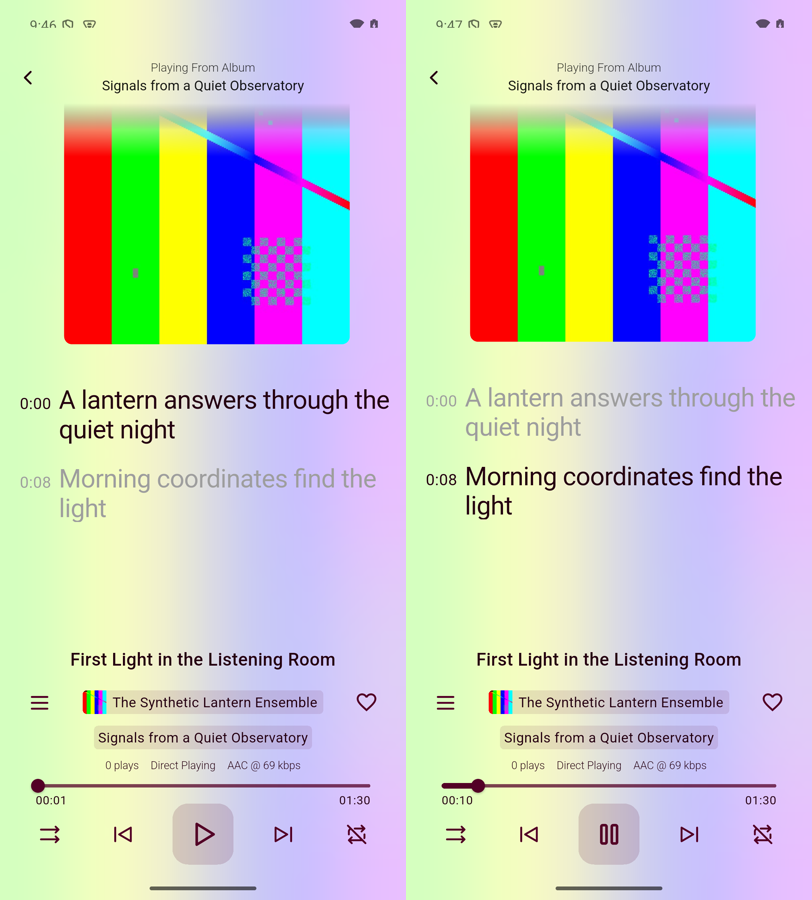 9:46
Playing From Album
Signals from a Quiet Observatory
0:00 A lantern answers through the
quiet night
0:08 Morning coordinates find the
light
First Light in the Listening Room
The Synthetic Lantern Ensemble
Signals from a Quiet Observatory
0 plays Direct Playing AAC @ 69 kbps
00:01 01:30
9:47
Playing From Album
Signals from a Quiet Observatory
0:00 A lantern answers through the
quiet night
0:08 Morning coordinates find the
light
First Light in the Listening Room
The Synthetic Lantern Ensemble
Signals from a Quiet Observatory
0 plays Direct Playing AAC @ 69 kbps
00:10 01:30